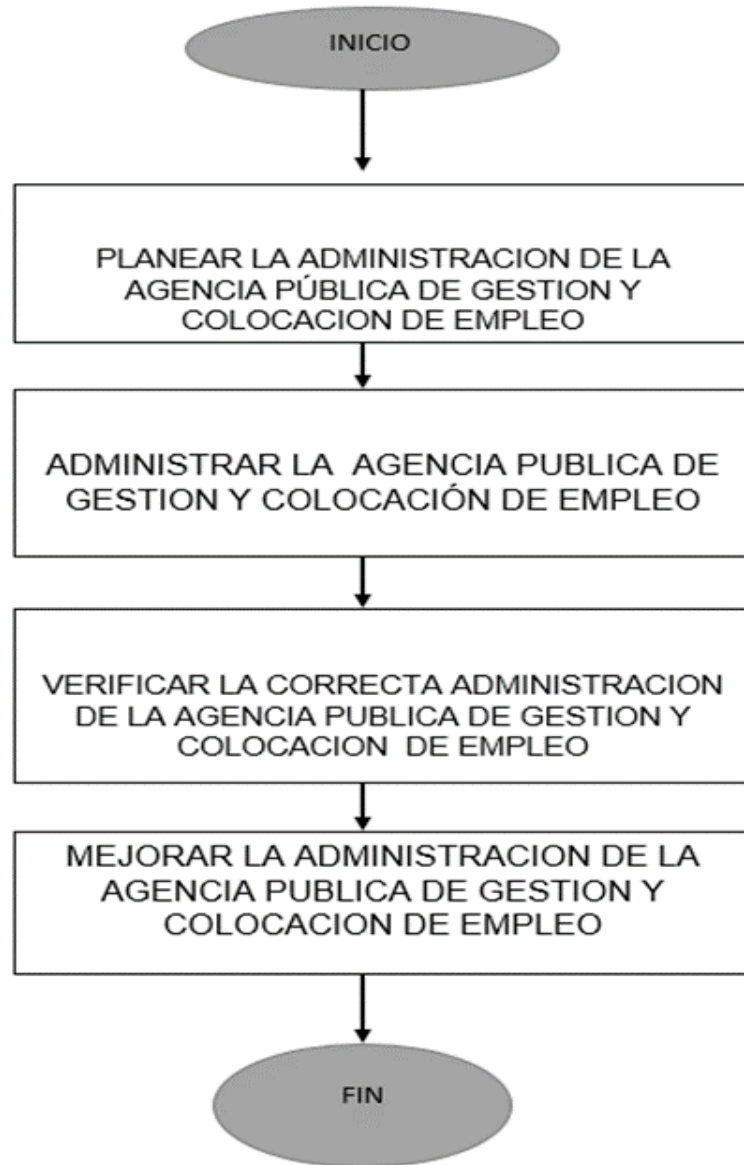 INICIO
PLANEAR LA ADMINISTRACION DE LA
AGENCIA PÚBLICA DE GESTION Y
COLOCACION DE EMPLEO
ADMINISTRAR LA AGENCIA PUBLICA DE
GESTION Y COLOCACIÓN DE EMPLEO
VERIFICAR LA CORRECTA ADMINISTRACION
DE LA AGENCIA PUBLICA DE GESTION Y
COLOCACION DE EMPLEO
MEJORAR LA ADMINISTRACION DE LA
AGENCIA PUBLICA DE GESTION Y
COLOCACION DE EMPLEO
FIN